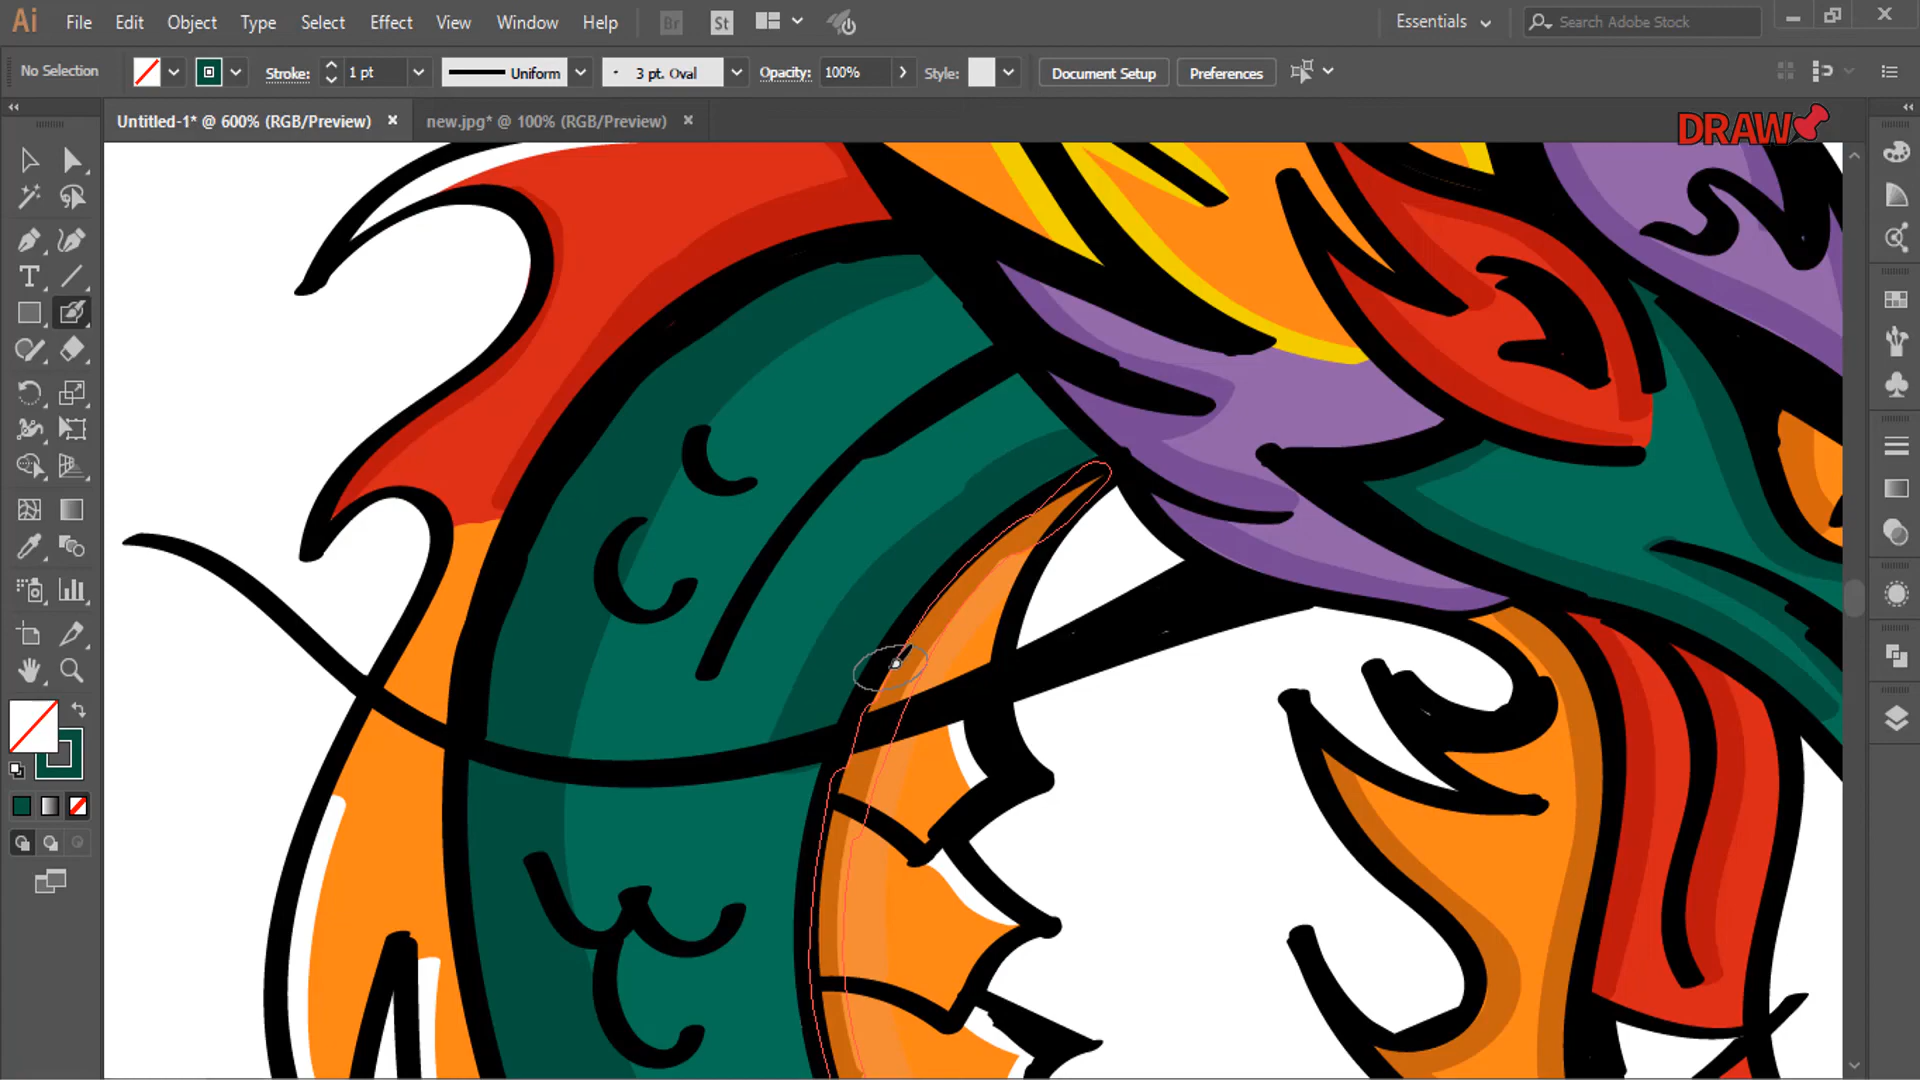 Ai File Edit Object Type Select Effect View Window Help Br St Essentials Search Adobe Stock
No Selection Stroke: 1 pt Uniform 3 pt. Oval Opacity: 100% Style: Document Setup Preferences
Untitled-1* @ 600% (RGB/Preview) new.jpg* @ 100% (RGB/Preview)
DRAW
T